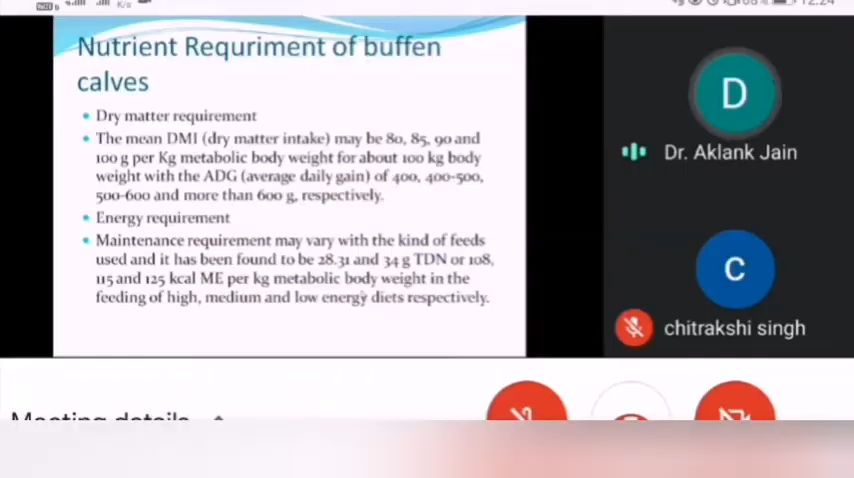 K/s
12:24
Nutrient Requriment of buffen
calves
• Dry matter requirement
• The mean DMI (dry matter intake) may be 80, 85, 90 and
100 g per Kg metabolic body weight for about 100 kg body
weight with the ADG (average daily gain) of 400, 400-500,
500-600 and more than 600 g, respectively.
• Energy requirement
• Maintenance requirement may vary with the kind of feeds
used and it has been found to be 28.31 and 34 g TDN or 108,
115 and 125 kcal ME per kg metabolic body weight in the
feeding of high, medium and low energy diets respectively.
D
Dr. Aklank Jain
C
chitrakshi singh
Meeting details